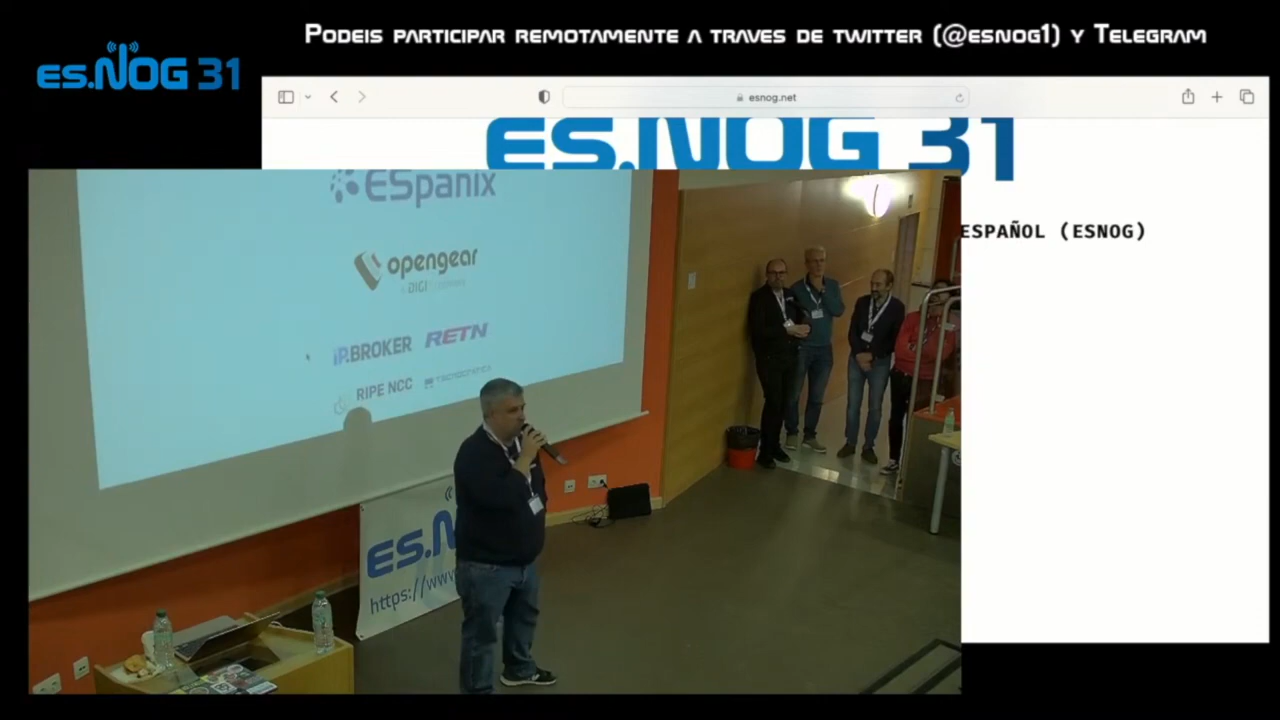 PODEIS PARTICIPAR REMOTAMENTE A TRAVES DE TWITTER (@ESNOG1) Y TELEGRAM
es.NOG 31
esnog.net
es.NOG 31
ESPAÑOL (ESNOG)
ESpanix
opengear
A DIGI COMPANY
IP.BROKER RETN
RIPE NCC
es.N
https://www